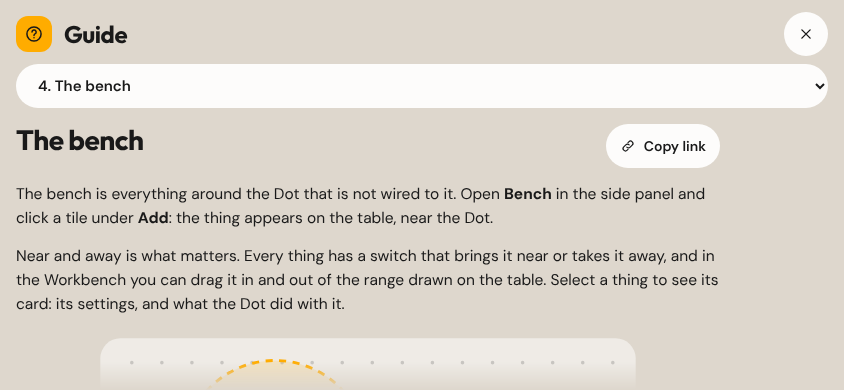 Guide
4. The bench
The bench
Copy link
The bench is everything around the Dot that is not wired to it. Open Bench in the side panel and
click a tile under Add: the thing appears on the table, near the Dot.
Near and away is what matters. Every thing has a switch that brings it near or takes it away, and in
the Workbench you can drag it in and out of the range drawn on the table. Select a thing to see its
card: its settings, and what the Dot did with it.